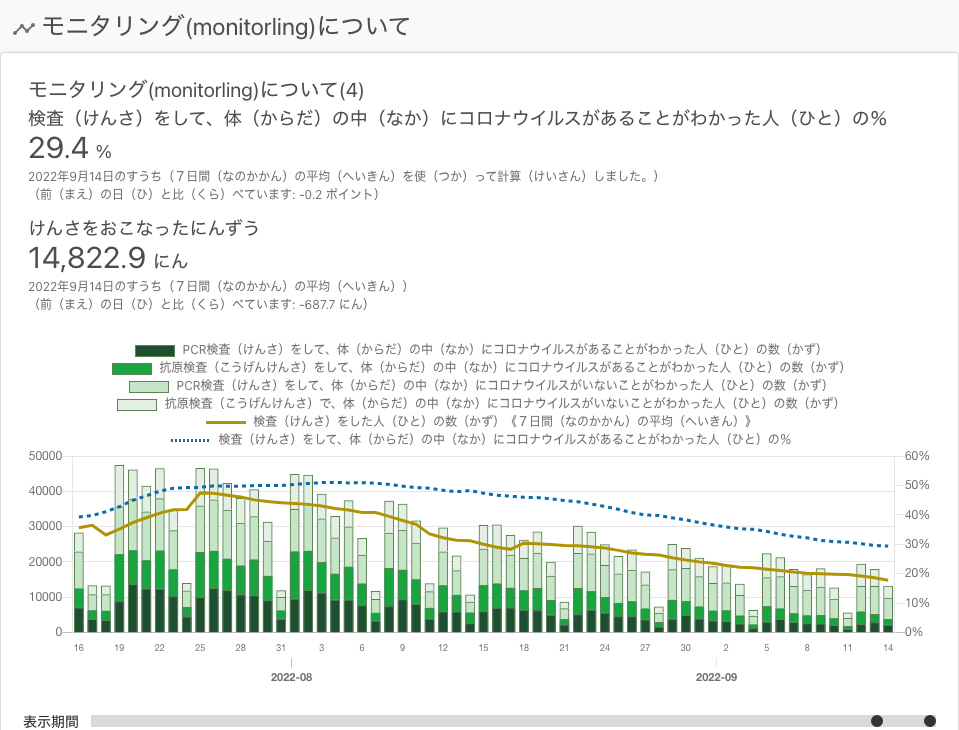 モニタリング(monitorling)について
モニタリング(monitorling)について(4)
検査（けんさ）をして、体（からだ）の中（なか）にコロナウイルスがあることがわかった人（ひと）の%
29.4 %
2022年9月14日のすうち（７日間（なのかかん）の平均（へいきん）を使（つか）って計算（けいさん）しました。）
（前（まえ）の日（ひ）と比（くら）べています: -0.2 ポイント）
けんさをおこなったにんずう
14,822.9 にん
2022年9月14日のすうち（７日間（なのかかん）の平均（へいきん））
（前（まえ）の日（ひ）と比（くら）べています: -687.7 にん）
PCR検査（けんさ）をして、体（からだ）の中（なか）にコロナウイルスがあることがわかった人（ひと）の数（かず）
抗原検査（こうげんけんさ）をして、体（からだ）の中（なか）にコロナウイルスがあることがわかった人（ひと）の数（かず）
PCR検査（けんさ）をして、体（からだ）の中（なか）にコロナウイルスがいないことがわかった人（ひと）の数（かず）
抗原検査（こうげんけんさ）で、体（からだ）の中（なか）にコロナウイルスがいないことがわかった人（ひと）の数（かず）
検査（けんさ）をした人（ひと）の数（かず）《７日間（なのかかん）の平均（へいきん）》
検査（けんさ）をして、体（からだ）の中（なか）にコロナウイルスがあることがわかった人（ひと）の%
50000 60%
40000 50%
30000 40%
20000 30%
10000 20%
0 10%
0%
16 19 22 25 28 31 3 6 9 12 15 18 21 24 27 30 2 5 8 11 14
2022-08 2022-09
表示期間